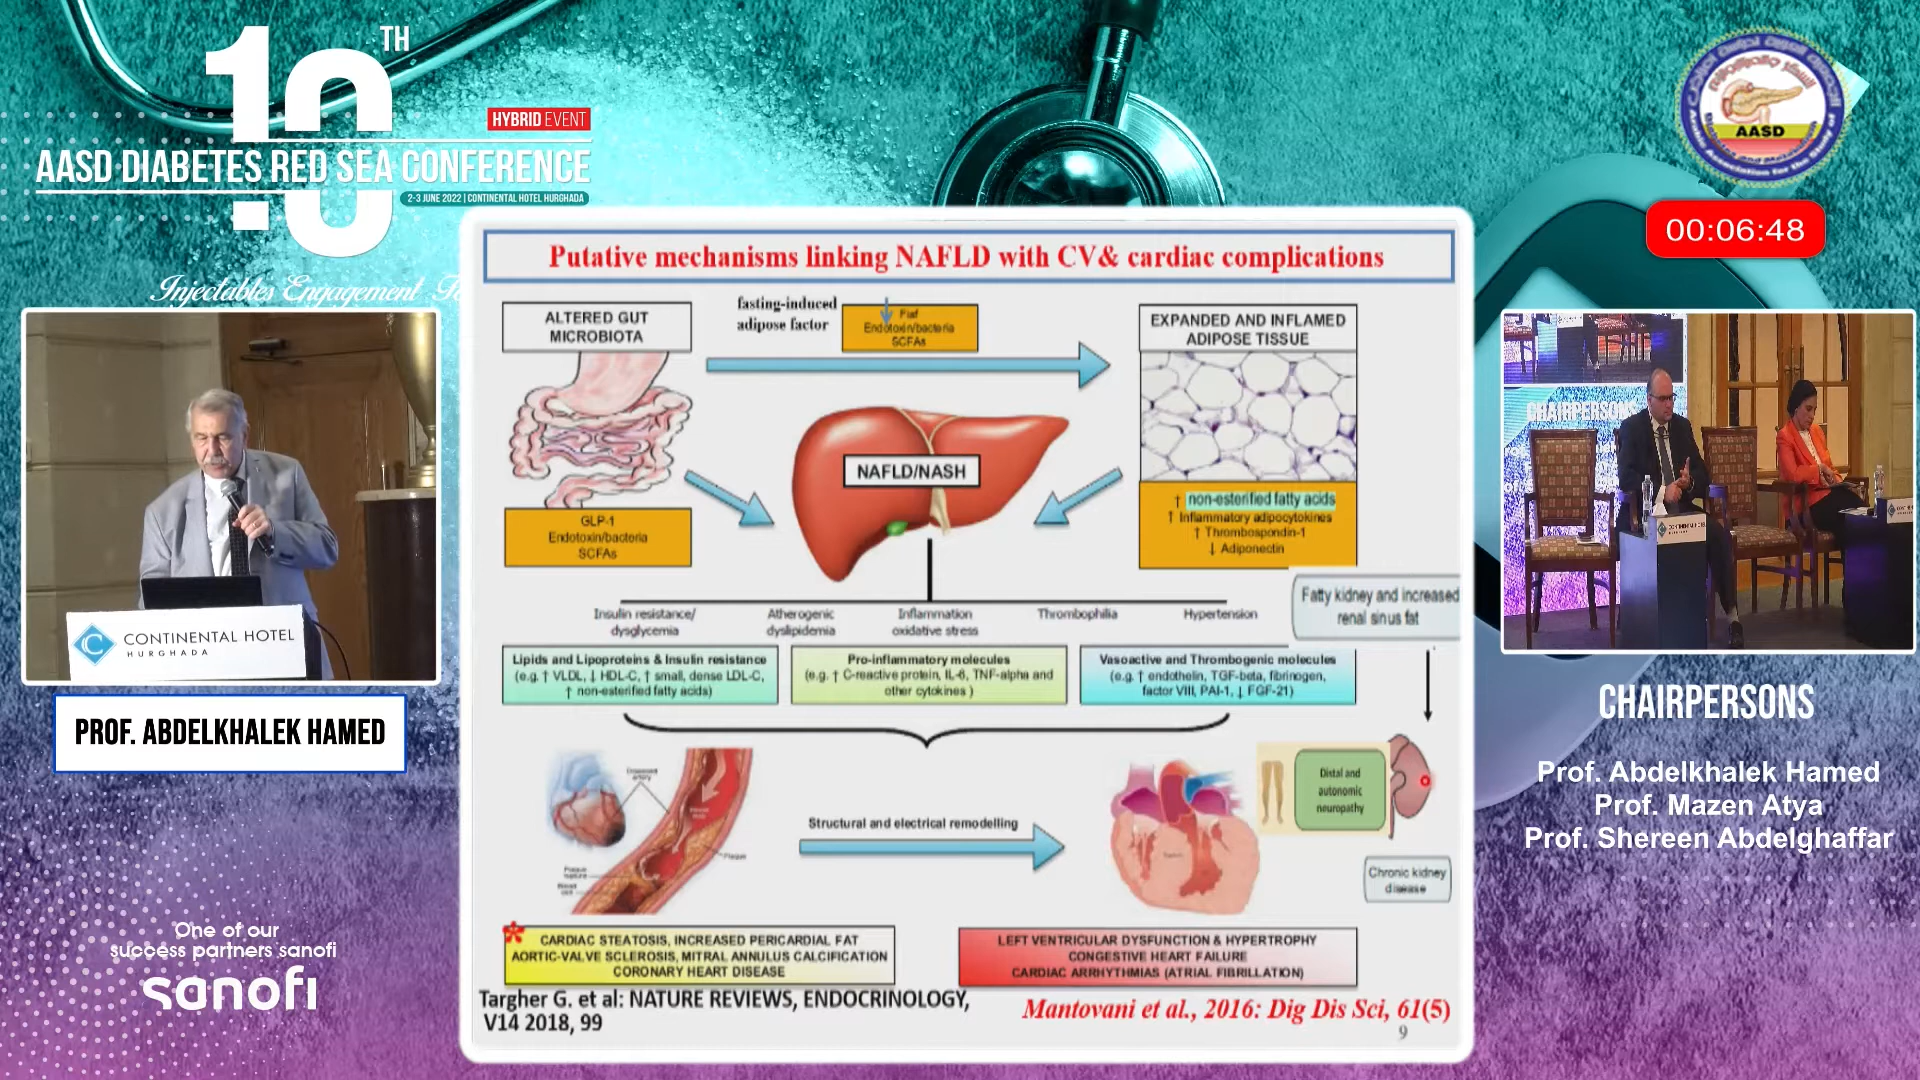 10TH
HYBRID EVENT
AASD DIABETES RED SEA CONFERENCE
2-3 JUNE 2022 | CONTINENTAL HOTEL HURGHADA
Injectables Engagement
AASD
00:06:48
Putative mechanisms linking NAFLD with CV& cardiac complications
ALTERED GUT
MICROBIOTA
fasting-induced
adipose factor
Fiaf
Endotoxin/bacteria
SCFAs
EXPANDED AND INFLAMED
ADIPOSE TISSUE
NAFLD/NASH
GLP-1
Endotoxin/bacteria
SCFAs
↑ non-esterified fatty acids
↑ Inflammatory adipocytokines
↑ Thrombospondin-1
↓ Adiponectin
Insulin resistance/
dysglycemia
Atherogenic
dyslipidemia
Inflammation
oxidative stress
Thrombophilia
Hypertension
Fatty kidney and increased
renal sinus fat
Lipids and Lipoproteins & Insulin resistance
(e.g. ↑ VLDL, ↓ HDL-C, ↑ small, dense LDL-C,
↑ non-esterified fatty acids)
Pro-inflammatory molecules
(e.g. ↑ C-reactive protein, IL-6, TNF-alpha and
other cytokines )
Vasoactive and Thrombogenic molecules
(e.g. ↑ endothelin, TGF-beta, fibrinogen,
factor VIII, PAI-1, ↓ FGF-21)
Plaque
Structural and electrical remodelling
Distal and
autonomic
neuropathy
Chronic kidney
disease
* CARDIAC STEATOSIS, INCREASED PERICARDIAL FAT
AORTIC-VALVE SCLEROSIS, MITRAL ANNULUS CALCIFICATION
CORONARY HEART DISEASE
LEFT VENTRICULAR DYSFUNCTION & HYPERTROPHY
CONGESTIVE HEART FAILURE
CARDIAC ARRHYTHMIAS (ATRIAL FIBRILLATION)
Targher G. et al: NATURE REVIEWS, ENDOCRINOLOGY,
V14 2018, 99
Mantovani et al., 2016: Dig Dis Sci, 61(5)
9
CONTINENTAL HOTEL
HURGHADA
PROF. ABDELKHALEK HAMED
One of our
success partners sanofi
sanofi
CHAIRPERSONS
CHAIRPERSONS
Prof. Abdelkhalek Hamed
Prof. Mazen Atya
Prof. Shereen Abdelghaffar